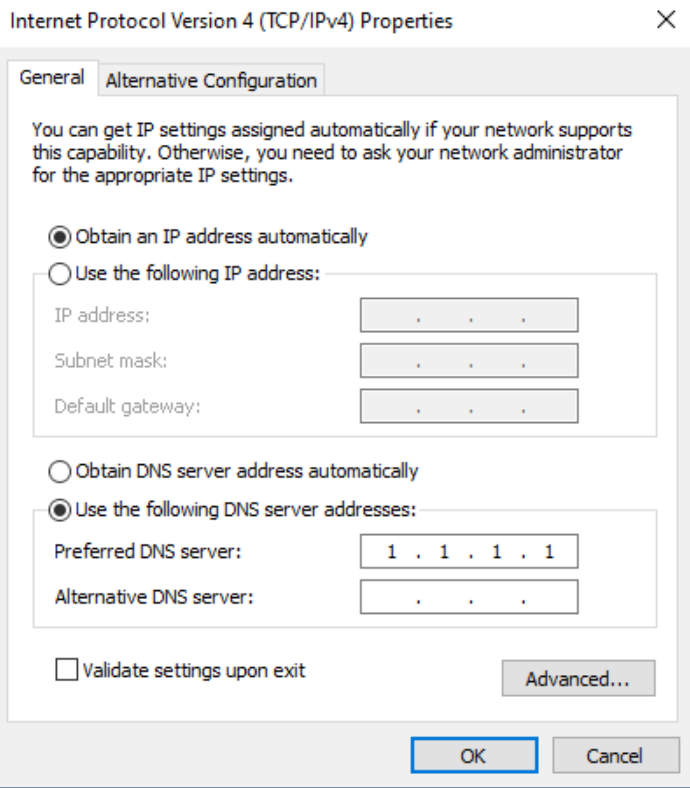 Internet Protocol Version 4 (TCP/IPv4) Properties
General
Alternative Configuration
You can get IP settings assigned automatically if your network supports
this capability. Otherwise, you need to ask your network administrator
for the appropriate IP settings.
Obtain an IP address automatically
Use the following IP address:
IP address:
. . .
Subnet mask:
. . .
Default gateway:
. . .
Obtain DNS server address automatically
Use the following DNS server addresses:
Preferred DNS server:
1 . 1 . 1 . 1
Alternative DNS server:
. . .
Validate settings upon exit
Advanced...
OK
Cancel